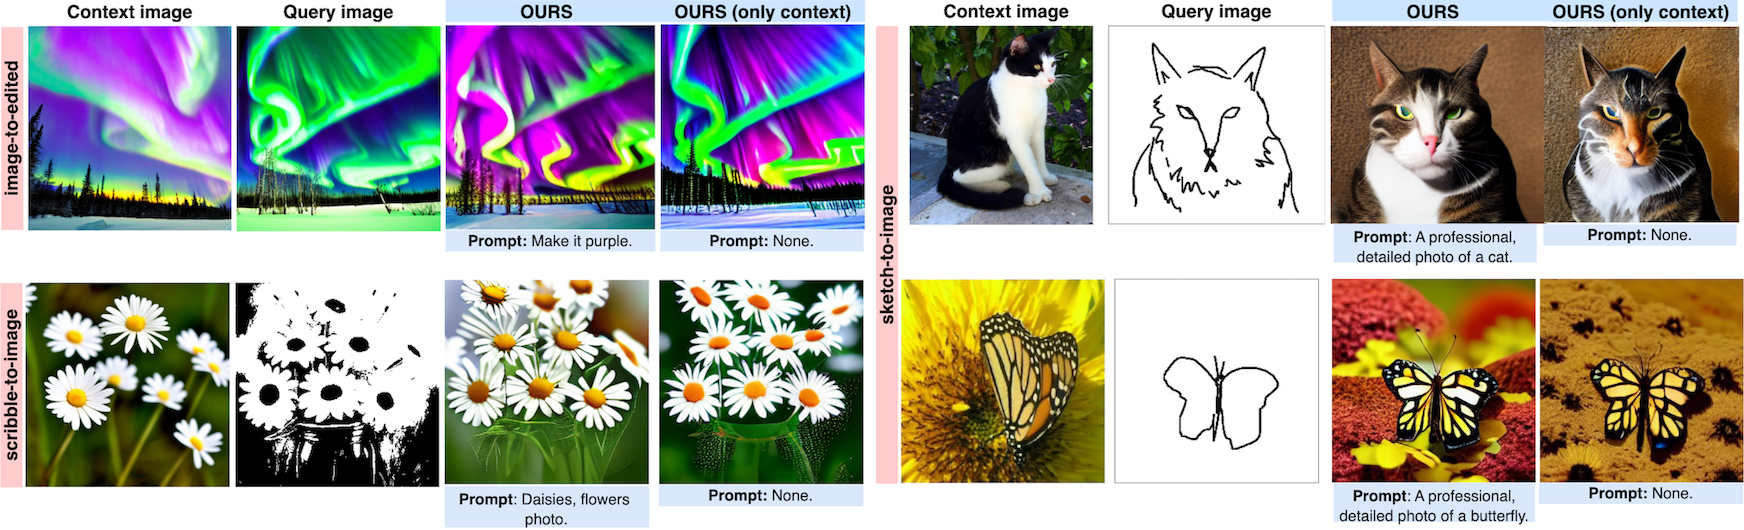 Context image
Query image
OURS
OURS (only context)
image-to-edited
Prompt: Make it purple.
Prompt: None.
scribble-to-image
Prompt: Daisies, flowers
photo.
Prompt: None.
Context image
Query image
OURS
OURS (only context)
sketch-to-image
Prompt: A professional,
detailed photo of a cat.
Prompt: None.
Prompt: A professional,
detailed photo of a butterfly.
Prompt: None.